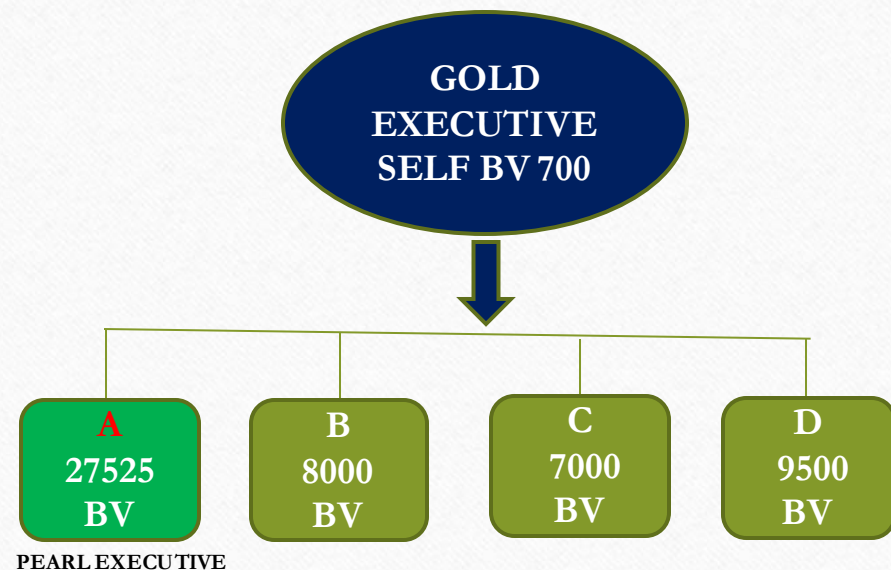 GOLD
EXECUTIVE
SELF BV 700
A
27525
BV
B
8000
BV
C
7000
BV
D
9500
BV
PEARL EXECUTIVE